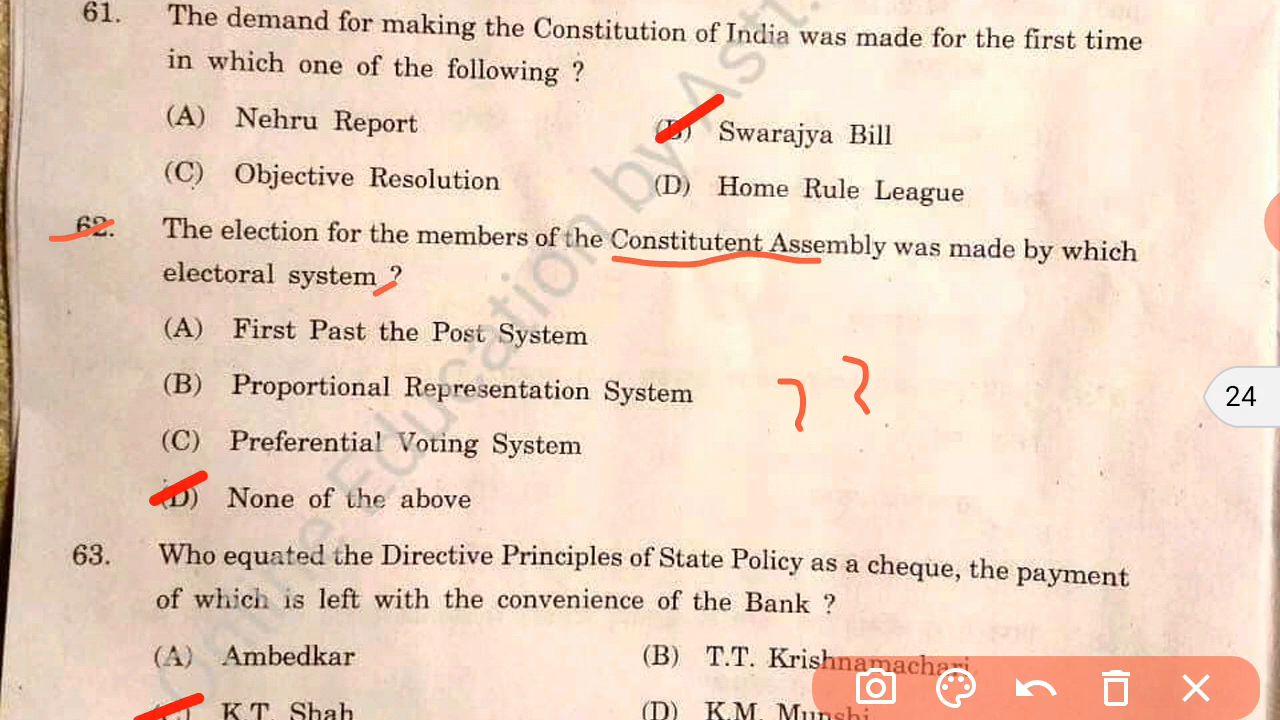 61. The demand for making the Constitution of India was made for the first time
in which one of the following ?
(A) Nehru Report (B) Swarajya Bill
(C) Objective Resolution (D) Home Rule League
62. The election for the members of the Constitutent Assembly was made by which
electoral system ?
(A) First Past the Post System
(B) Proportional Representation System
(C) Preferential Voting System
(D) None of the above
63. Who equated the Directive Principles of State Policy as a cheque, the payment
of which is left with the convenience of the Bank ?
(A) Ambedkar (B) T.T. Krishnamachari
K.T. Shah (D) K.M. Munshi
24
Online Education by